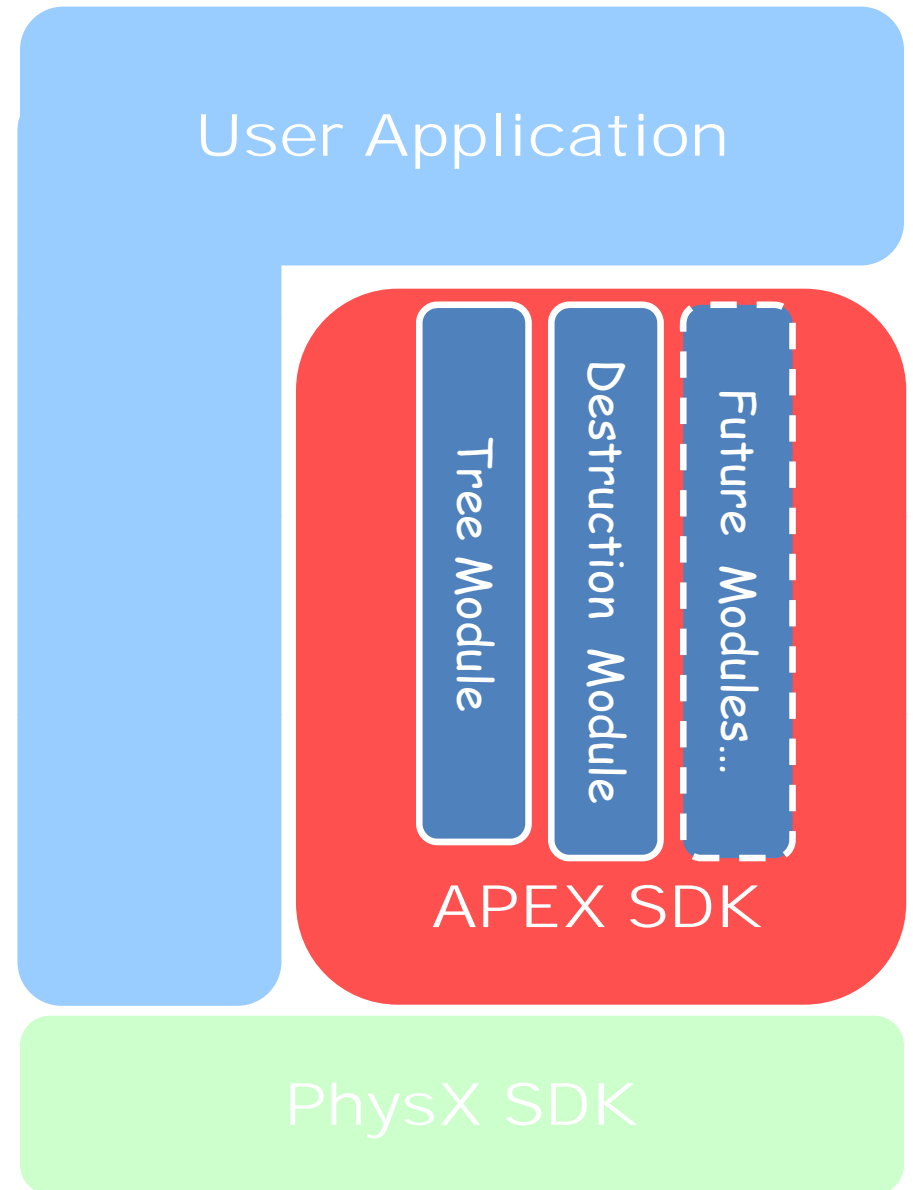 User Application
Tree Module
Destruction Module
Future Modules...
APEX SDK
PhysX SDK